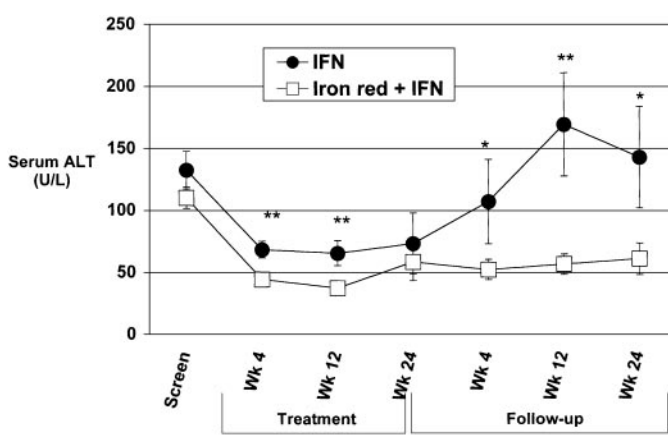 250
IFN
Iron red + IFN
200
**
*
150
Serum ALT
(U/L)
*
100
**
**
50
0
Screen
Wk 4
Wk 12
Wk 24
Wk 4
Wk 12
Wk 24
Treatment
Follow-up